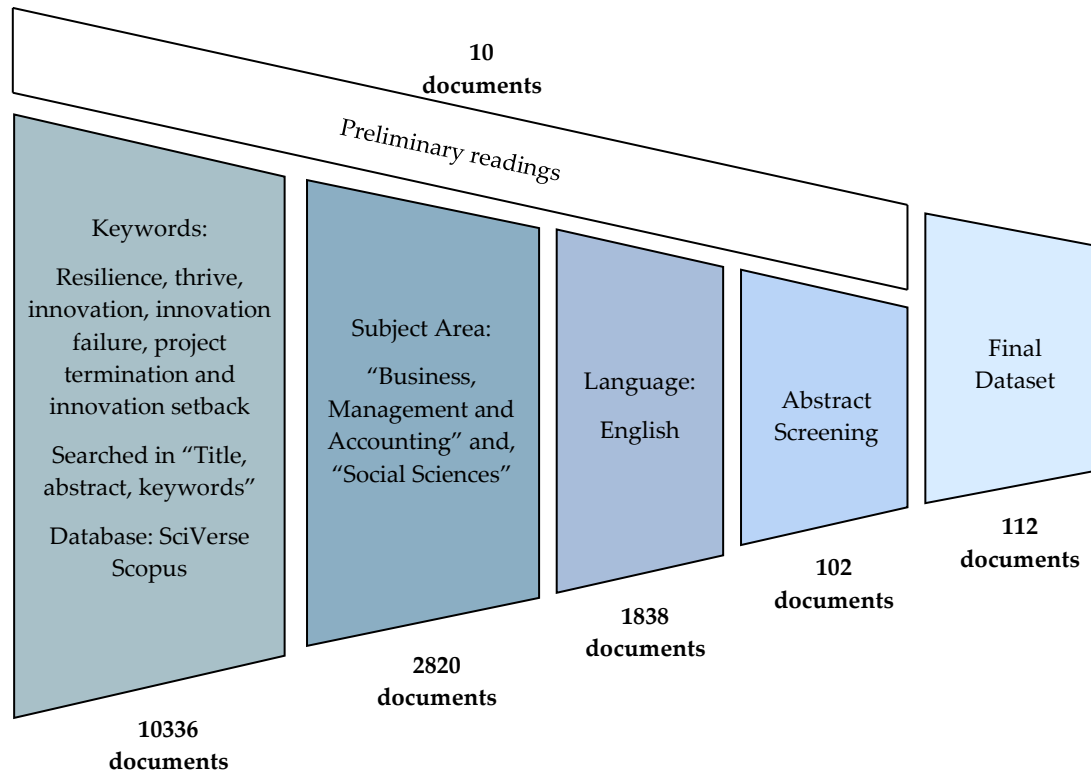 10
documents
Preliminary readings
Keywords:
Resilience, thrive,
innovation, innovation
failure, project
termination and
innovation setback
Searched in “Title,
abstract, keywords”
Database: SciVerse
Scopus
10336
documents
Subject Area:
“Business,
Management and
Accounting” and,
“Social Sciences”
2820
documents
Language:
English
1838
documents
Abstract
Screening
102
documents
Final
Dataset
112
documents